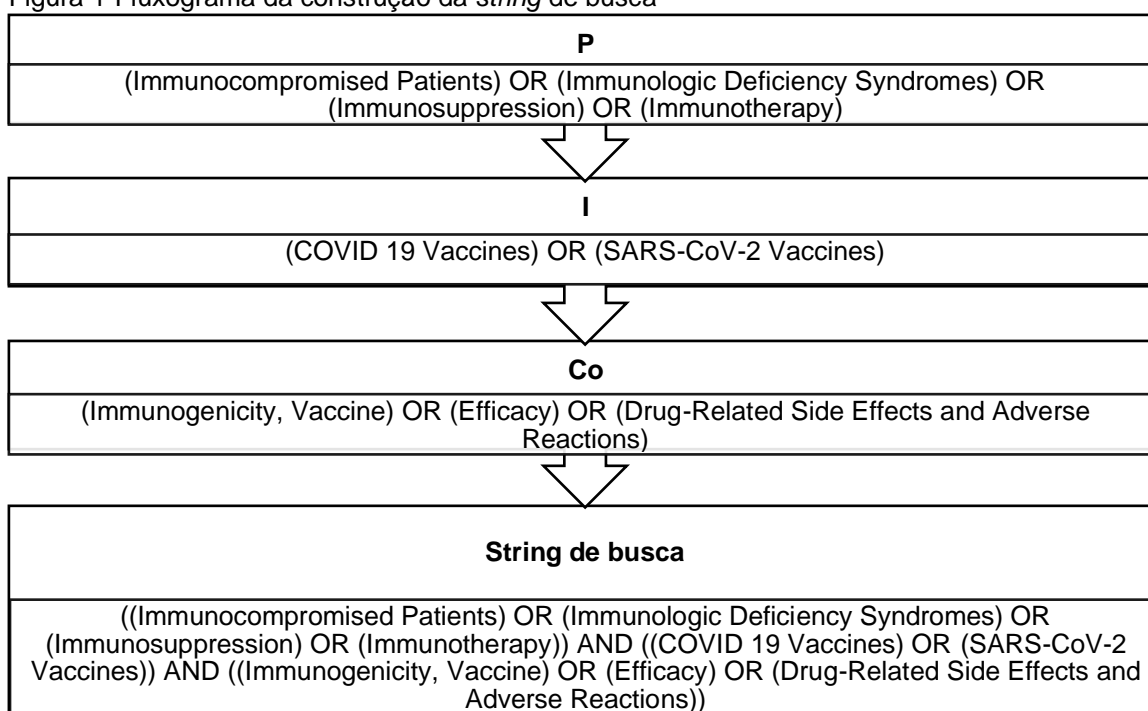 Figura 1 Fluxograma da construção da string de busca
P
(Immunocompromised Patients) OR (Immunologic Deficiency Syndromes) OR
(Immunosuppression) OR (Immunotherapy)
I
(COVID 19 Vaccines) OR (SARS-CoV-2 Vaccines)
Co
(Immunogenicity, Vaccine) OR (Efficacy) OR (Drug-Related Side Effects and Adverse
Reactions)
String de busca
((Immunocompromised Patients) OR (Immunologic Deficiency Syndromes) OR
(Immunosuppression) OR (Immunotherapy)) AND ((COVID 19 Vaccines) OR (SARS-CoV-2
Vaccines)) AND ((Immunogenicity, Vaccine) OR (Efficacy) OR (Drug-Related Side Effects and
Adverse Reactions))